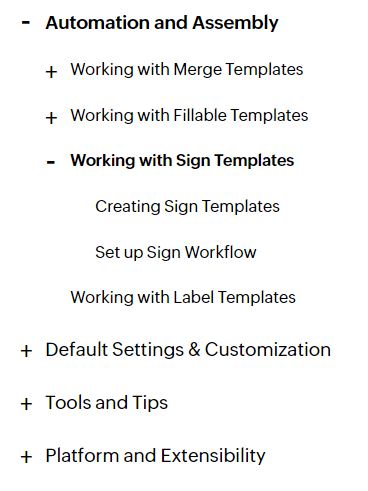 - Automation and Assembly
+ Working with Merge Templates
+ Working with Fillable Templates
- Working with Sign Templates
Creating Sign Templates
Set up Sign Workflow
Working with Label Templates
+ Default Settings & Customization
+ Tools and Tips
+ Platform and Extensibility